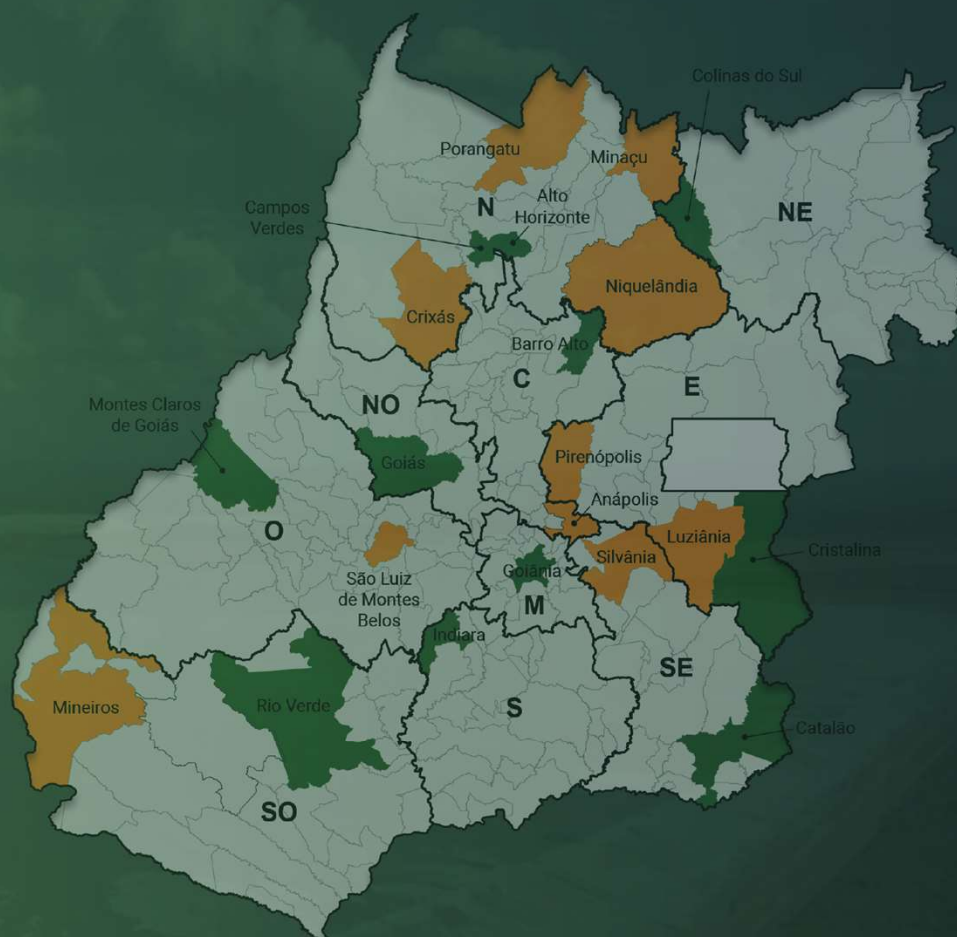 Colinas do Sul
Porangatu
Minaçu
Alto
Horizonte
N
NE
Campos
Verdes
Niquelândia
Crixás
Barro Alto
C
E
NO
Montes Claros
de Goiás
Goiás
Pirenópolis
Anápolis
O
Luziânia
Silvânia
Cristalina
São Luiz
de Montes
Belos
Goiânia
M
Indiara
SE
Mineiros
Rio Verde
S
Catalão
SO